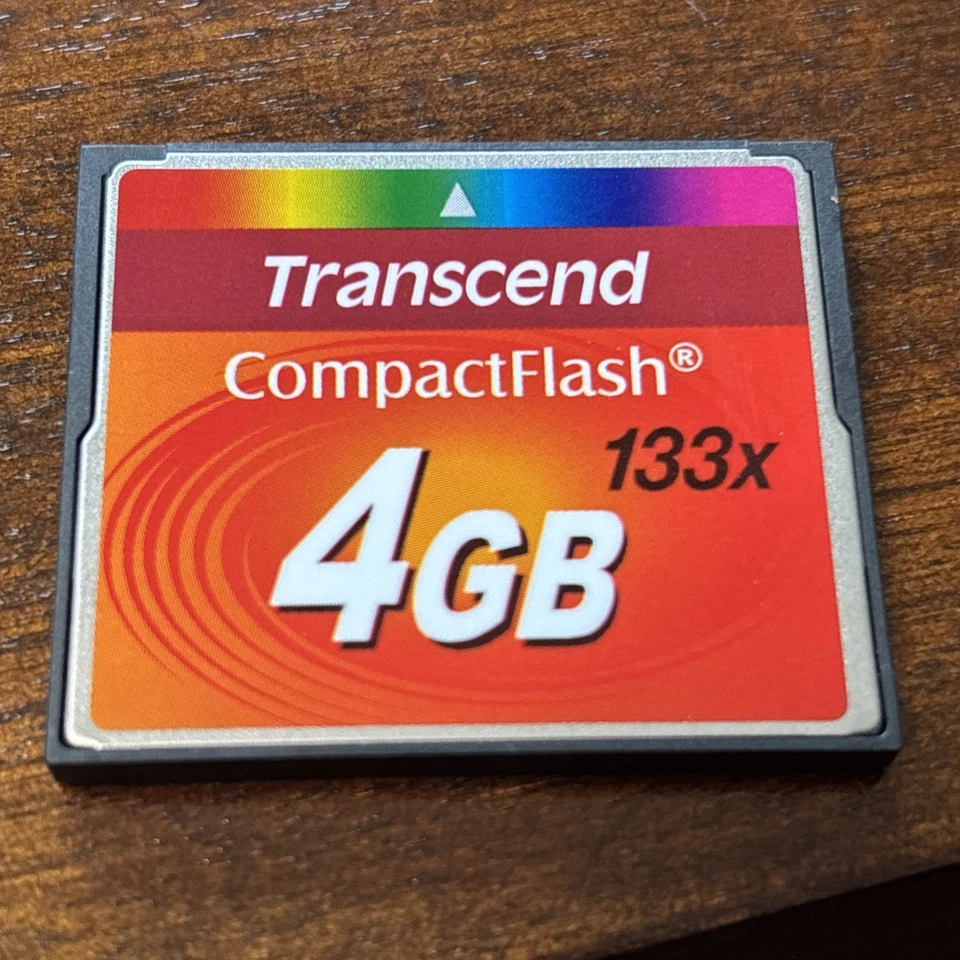 Transcend
CompactFlash®
133x
4GB